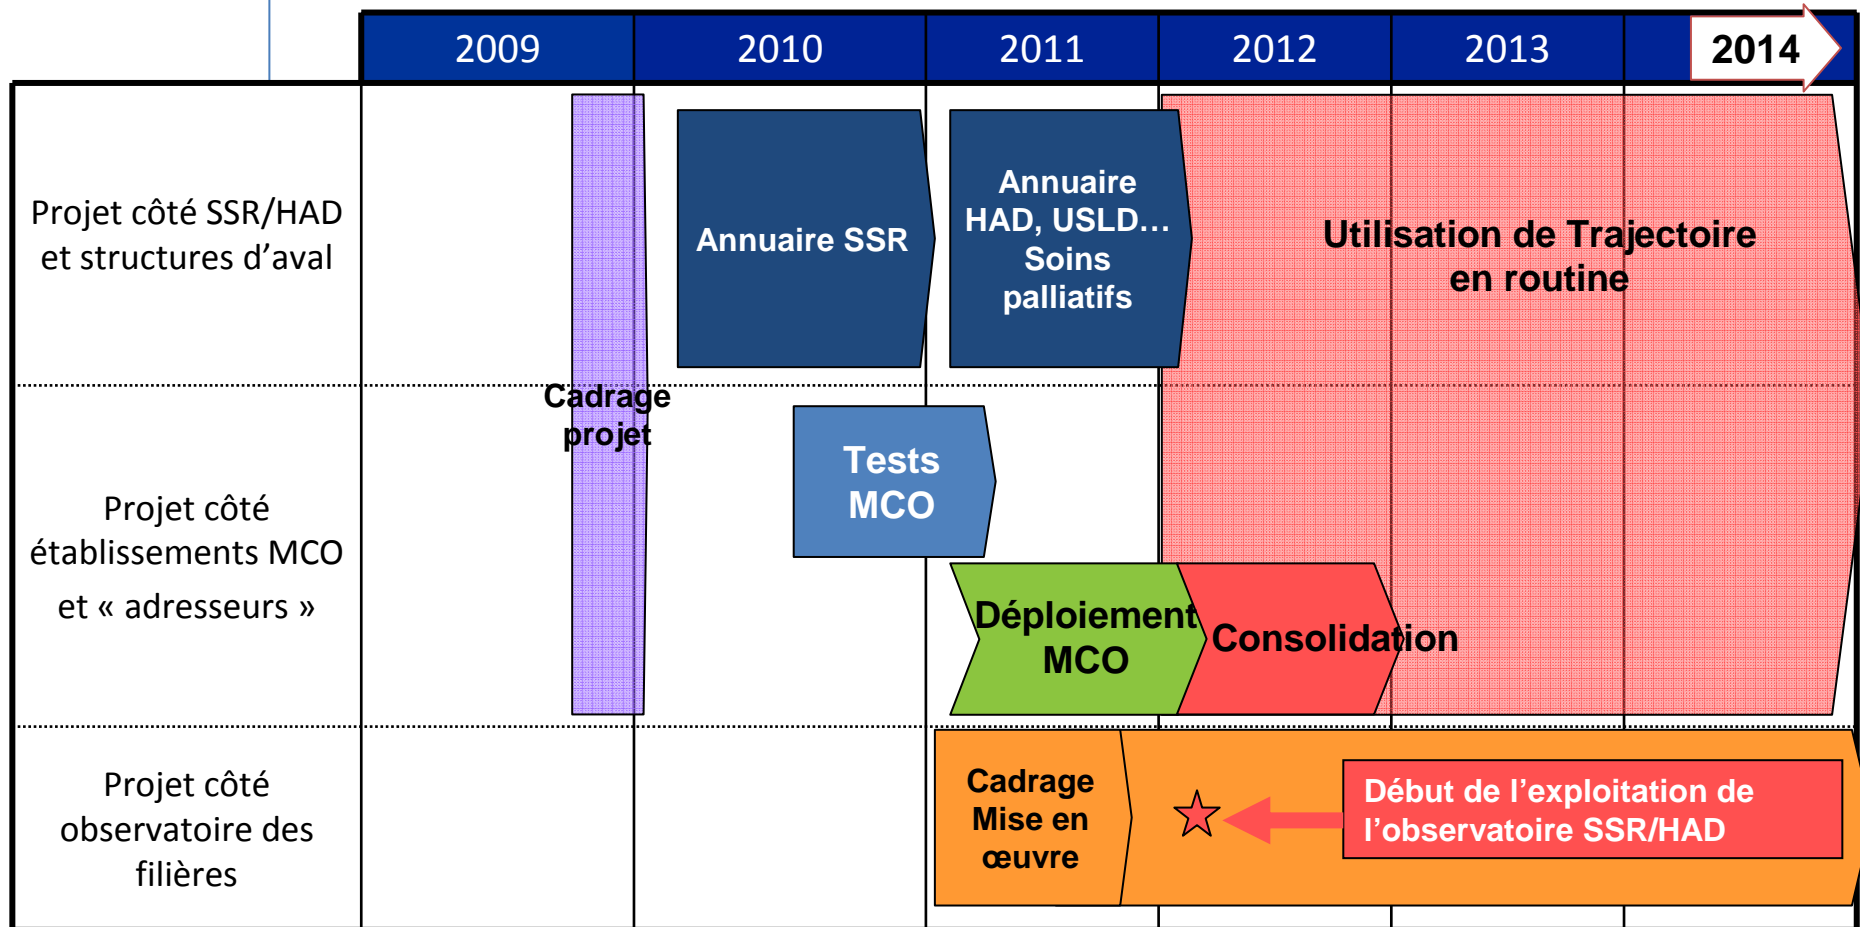 2009 2010 2011 2012 2013 2014
Projet côté SSR/HAD
et structures d’aval
Annuaire SSR
Annuaire
HAD, USLD…
Soins
palliatifs
Utilisation de Trajectoire
en routine
Cadrage
projet
Projet côté
établissements MCO
et « adresseurs »
Tests
MCO
Déploiement
MCO
Consolidation
Projet côté
observatoire des
filières
Cadrage
Mise en
œuvre
Début de l’exploitation de
l’observatoire SSR/HAD